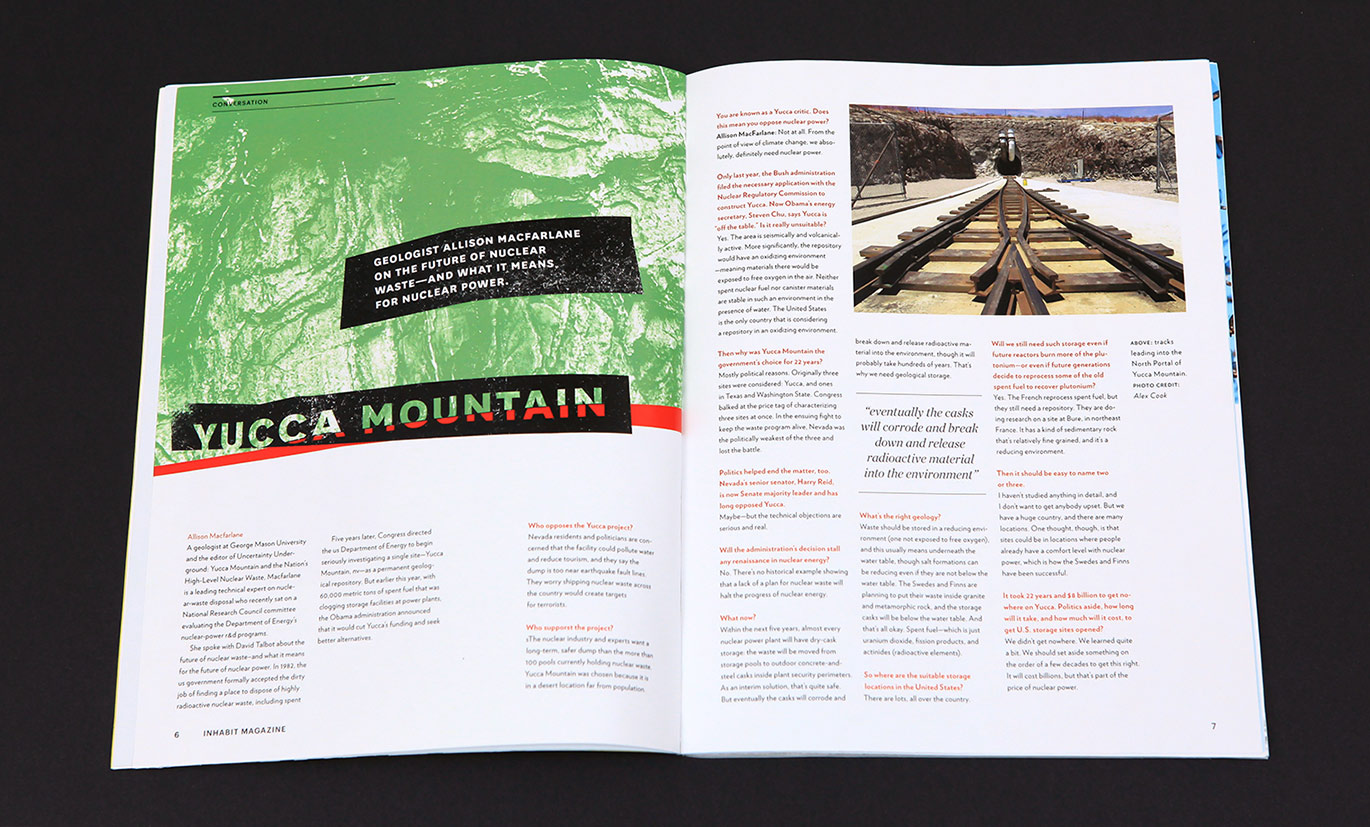 CONVERSATION
GEOLOGIST ALLISON MACFARLANE
ON THE FUTURE OF NUCLEAR
WASTE—AND WHAT IT MEANS
FOR NUCLEAR POWER.
YUCCA MOUNTAIN
Allison Macfarlane
A geologist at George Mason University
and the editor of Uncertainty Under-
ground: Yucca Mountain and the Nation's
High-Level Nuclear Waste, Macfarlane
is a leading technical expert on nucle-
ar-waste disposal who recently sat on a
National Research Council committee
evaluating the Department of Energy's
nuclear-power r&d programs.
She spoke with David Talbot about the
future of nuclear waste–and what it means
for the future of nuclear power. In 1982, the
us government formally accepted the dirty
job of finding a place to dispose of highly
radioactive nuclear waste, including spent
Five years later, Congress directed
the us Department of Energy to begin
seriously investigating a single site—Yucca
Mountain, nv—as a permanent geolog-
ical repository. But earlier this year, with
60,000 metric tons of spent fuel that was
clogging storage facilities at power plants,
the Obama administration announced
that it would cut Yucca's funding and seek
better alternatives.
Who opposes the Yucca project?
Nevada residents and politicians are con-
cerned that the facility could pollute water
and reduce tourism, and they say the
dump is too near earthquake fault lines.
They worry shipping nuclear waste across
the country would create targets
for terrorists.
Who supporst the project?
1The nuclear industry and experts want a
long-term, safer dump than the more than
100 pools currently holding nuclear waste.
Yucca Mountain was chosen because it is
in a desert location far from population.
6 INHABIT MAGAZINE
You are known as a Yucca critic. Does
this mean you oppose nuclear power?
Allison MacFarlane: Not at all. From the
point of view of climate change, we abso-
lutely, definitely need nuclear power.
Only last year, the Bush administration
filed the necessary application with the
Nuclear Regulatory Commission to
construct Yucca. Now Obama's energy
secretary, Steven Chu, says Yucca is
"off the table." Is it really unsuitable?
Yes. The area is seismically and volcanical-
ly active. More significantly, the repository
would have an oxidizing environment
—meaning materials there would be
exposed to free oxygen in the air. Neither
spent nuclear fuel nor canister materials
are stable in such an environment in the
presence of water. The United States
is the only country that is considering
a repository in an oxidizing environment.
Then why was Yucca Mountain the
government's choice for 22 years?
Mostly political reasons. Originally three
sites were considered: Yucca, and ones
in Texas and Washington State. Congress
balked at the price tag of characterizing
three sites at once. In the ensuing fight to
keep the waste program alive, Nevada was
the politically weakest of the three and
lost the battle.
Politics helped end the matter, too.
Nevada's senior senator, Harry Reid,
is now Senate majority leader and has
long opposed Yucca.
Maybe—but the technical objections are
serious and real.
Will the administration's decision stall
any renaissance in nuclear energy?
No. There's no historical example showing
that a lack of a plan for nuclear waste will
halt the progress of nuclear energy.
What now?
Within the next five years, almost every
nuclear power plant will have dry-cask
storage: the waste will be moved from
storage pools to outdoor concrete-and-
steel casks inside plant security perimeters.
As an interim solution, that's quite safe.
But eventually the casks will corrode and
break down and release radioactive ma-
terial into the environment, though it will
probably take hundreds of years. That's
why we need geological storage.
"eventually the casks
will corrode and break
down and release
radioactive material
into the environment"
What's the right geology?
Waste should be stored in a reducing envi-
ronment (one not exposed to free oxygen),
and this usually means underneath the
water table, though salt formations can
be reducing even if they are not below the
water table. The Swedes and Finns are
planning to put their waste inside granite
and metamorphic rock, and the storage
casks will be below the water table. And
that's all okay. Spent fuel—which is just
uranium dioxide, fission products, and
actinides (radioactive elements).
So where are the suitable storage
locations in the United States?
There are lots, all over the country.
Will we still need such storage even if
future reactors burn more of the plu-
tonium—or even if future generations
decide to reprocess some of the old
spent fuel to recover plutonium?
Yes. The French reprocess spent fuel, but
they still need a repository. They are do-
ing research on a site at Bure, in northeast
France. It has a kind of sedimentary rock
that's relatively fine grained, and it's a
reducing environment.
Then it should be easy to name two
or three.
I haven't studied anything in detail, and
I don't want to get anybody upset. But we
have a huge country, and there are many
locations. One thought, though, is that
sites could be in locations where people
already have a comfort level with nuclear
power, which is how the Swedes and Finns
have been successful.
It took 22 years and $8 billion to get no-
where on Yucca. Politics aside, how long
will it take, and how much will it cost, to
get U.S. storage sites opened?
We didn't get nowhere. We learned quite
a bit. We should set aside something on
the order of a few decades to get this right.
It will cost billions, but that's part of the
price of nuclear power.
ABOVE: tracks
leading into the
North Portal of
Yucca Mountain.
PHOTO CREDIT:
Alex Cook
7